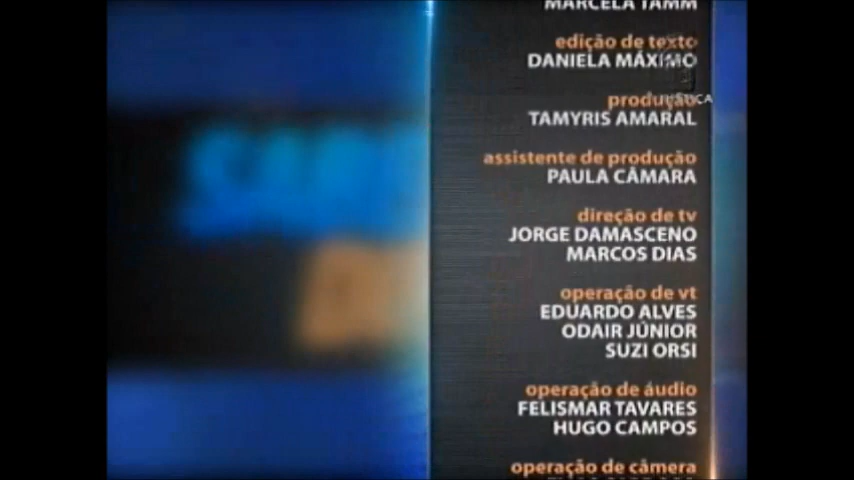 MARCELA TAMM
edição de texto
DANIELA MÁXIMO
produção
JUSTIÇA
TAMYRIS AMARAL
assistente de produção
PAULA CÂMARA
direção de tv
JORGE DAMASCENO
MARCOS DIAS
operação de vt
EDUARDO ALVES
ODAIR JÚNIOR
SUZI ORSI
operação de áudio
FELISMAR TAVARES
HUGO CAMPOS
operação de câmera